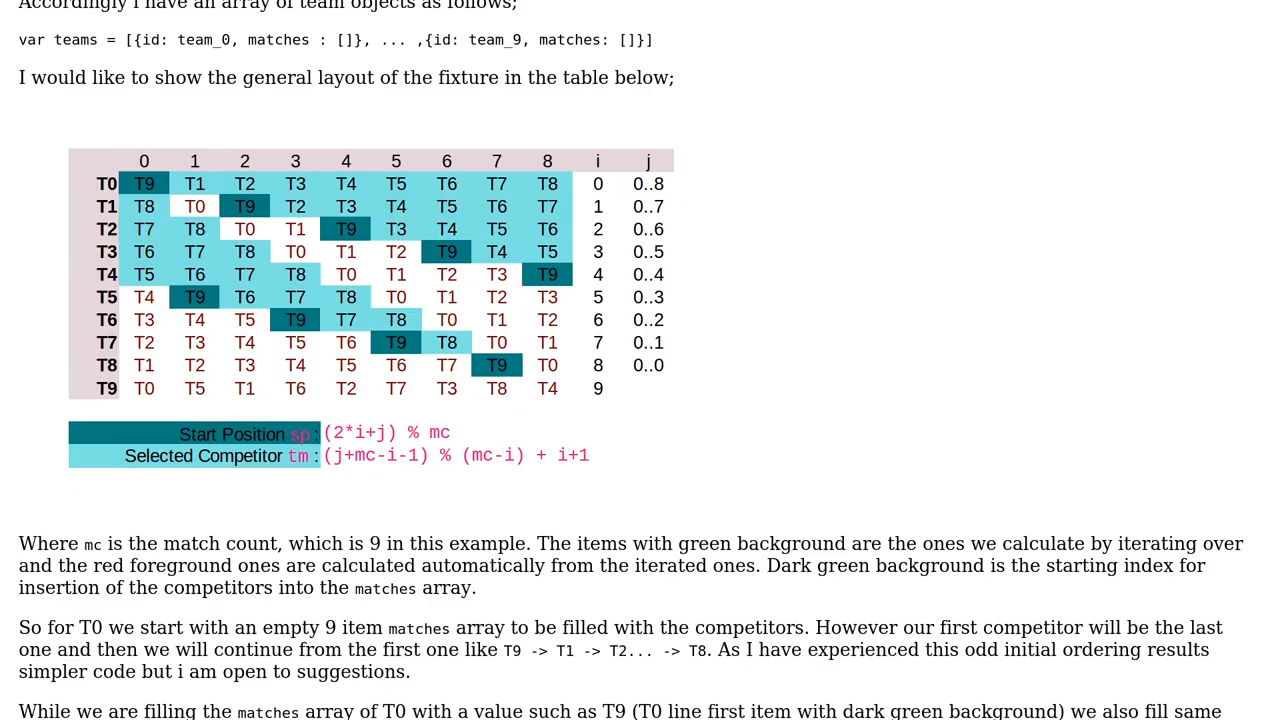 Accordingly I have an array of team objects as follows;
var teams = [{id: team_0, matches : []}, ... ,{id: team_9, matches: []}]
I would like to show the general layout of the fixture in the table below;
0 1 2 3 4 5 6 7 8 i j
T0 T9 T1 T2 T3 T4 T5 T6 T7 T8 0 0..8
T1 T8 T0 T9 T2 T3 T4 T5 T6 T7 1 0..7
T2 T7 T8 T0 T1 T9 T3 T4 T5 T6 2 0..6
T3 T6 T7 T8 T0 T1 T2 T9 T4 T5 3 0..5
T4 T5 T6 T7 T8 T0 T1 T2 T3 T9 4 0..4
T5 T4 T9 T6 T7 T8 T0 T1 T2 T3 5 0..3
T6 T3 T4 T5 T9 T7 T8 T0 T1 T2 6 0..2
T7 T2 T3 T4 T5 T6 T9 T8 T0 T1 7 0..1
T8 T1 T2 T3 T4 T5 T6 T7 T9 T0 8 0..0
T9 T0 T5 T1 T6 T2 T7 T3 T8 T4 9
Start Position sp : (2*i+j) % mc
Selected Competitor tm : (j+mc-i-1) % (mc-i) + i+1
Where mc is the match count, which is 9 in this example. The items with green background are the ones we calculate by iterating over
and the red foreground ones are calculated automatically from the iterated ones. Dark green background is the starting index for
insertion of the competitors into the matches array.
So for T0 we start with an empty 9 item matches array to be filled with the competitors. However our first competitor will be the last
one and then we will continue from the first one like T9 -> T1 -> T2... -> T8. As I have experienced this odd initial ordering results
simpler code but i am open to suggestions.
While we are filling the matches array of T0 with a value such as T9 (T0 line first item with dark green background) we also fill same